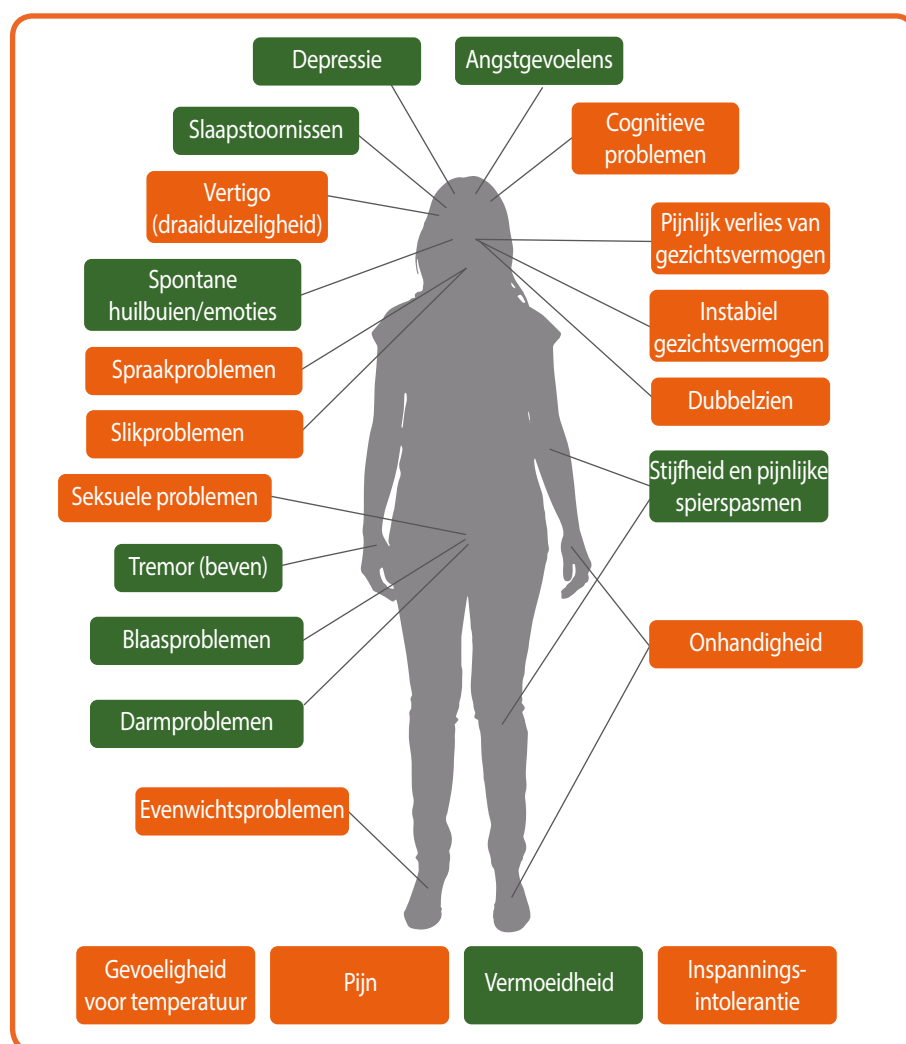 Depressie
Angstgevoelens
Slaapstoornissen
Cognitieve
problemen
Vertigo
(draaiduizeligheid)
Pijnlijk verlies van
gezichtsvermogen
Spontane
huilbuien/emoties
Instabiel
gezichtsvermogen
Spraakproblemen
Dubbelzien
Slikproblemen
Stijfheid en pijnlijke
spierspasmen
Seksuele problemen
Tremor (beven)
Blaasproblemen
Onhandigheid
Darmproblemen
Evenwichtsproblemen
Gevoeligheid
voor temperatuur
Pijn
Vermoeidheid
Inspannings-
intolerantie